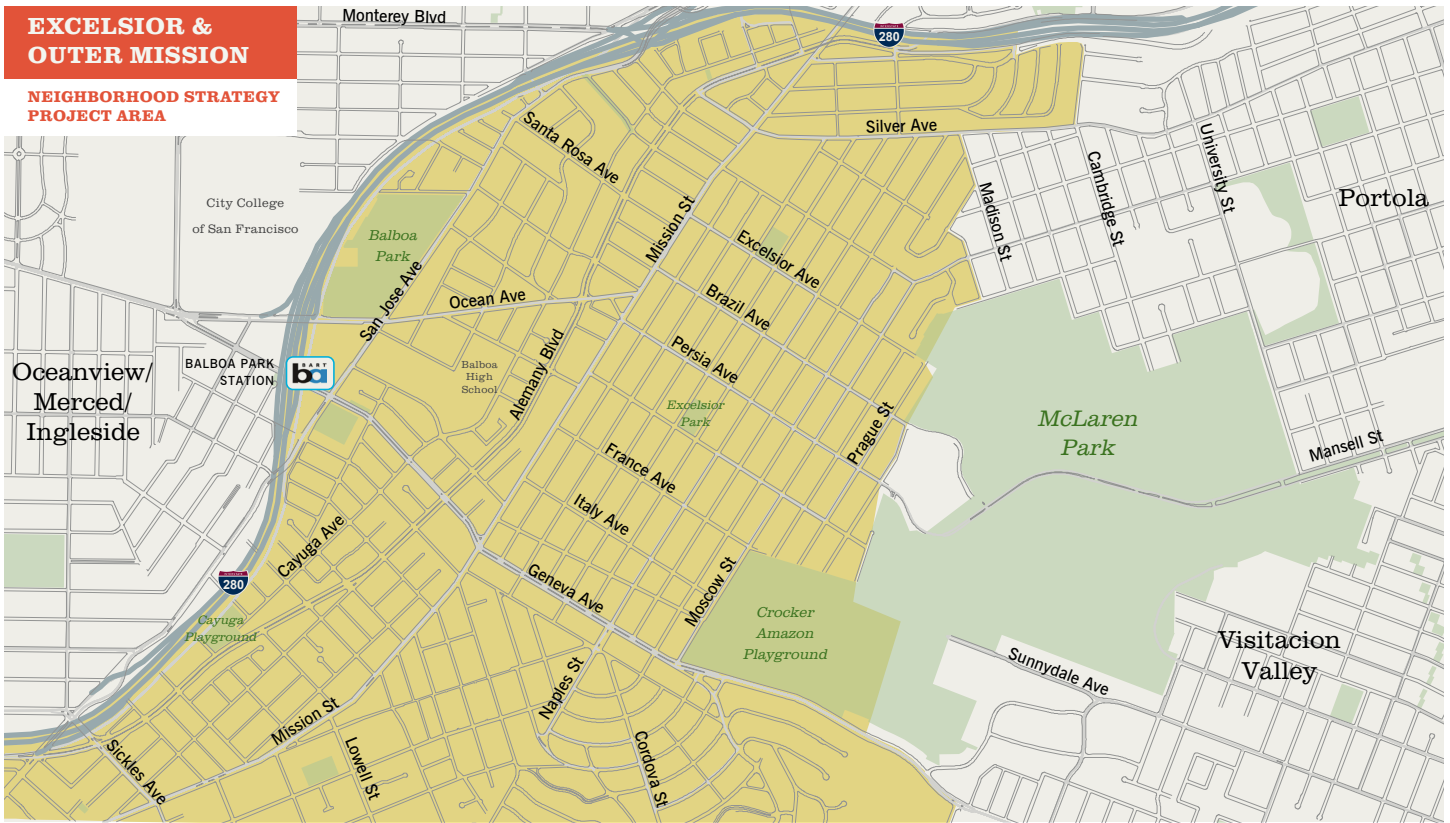 EXCELSIOR &
OUTER MISSION
NEIGHBORHOOD STRATEGY
PROJECT AREA
Monterey Blvd
280
Silver Ave
Santa Rosa Ave
University St
Cambridge St
Madison St
Portola
City College
of San Francisco
Balboa
Park
Mission St
Excelsior Ave
San Jose Ave
Ocean Ave
Brazil Ave
Persia Ave
Alemany Blvd
BALBOA PARK
STATION
BART
ba
Balboa
High
School
Oceanview/
Merced/
Ingleside
Excelsior
Park
Prague St
McLaren
Park
Mansell St
France Ave
Italy Ave
Cayuga Ave
280
Geneva Ave
Moscow St
Cayuga
Playground
Crocker
Amazon
Playground
Visitacion
Valley
Sunnydale Ave
Naples St
Mission St
Sickles Ave
Lowell St
Cordova St